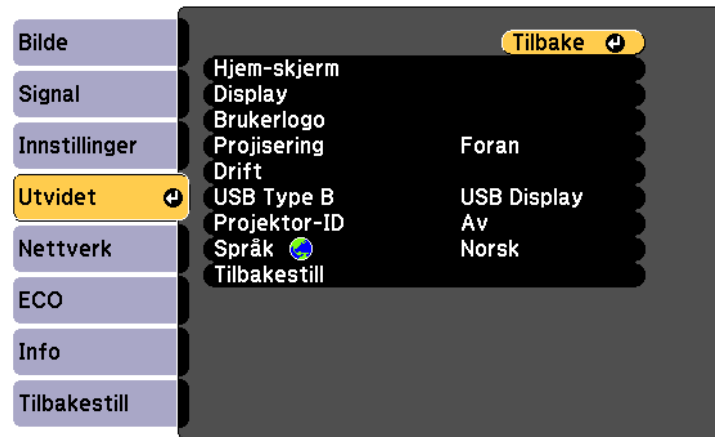 Bilde
Signal
Innstillinger
Utvidet
Nettverk
ECO
Info
Tilbakestill
Tilbake
Hjem-skjerm
Display
Brukerlogo
Projisering Foran
Drift
USB Type B USB Display
Projektor-ID Av
Språk Norsk
Tilbakestill